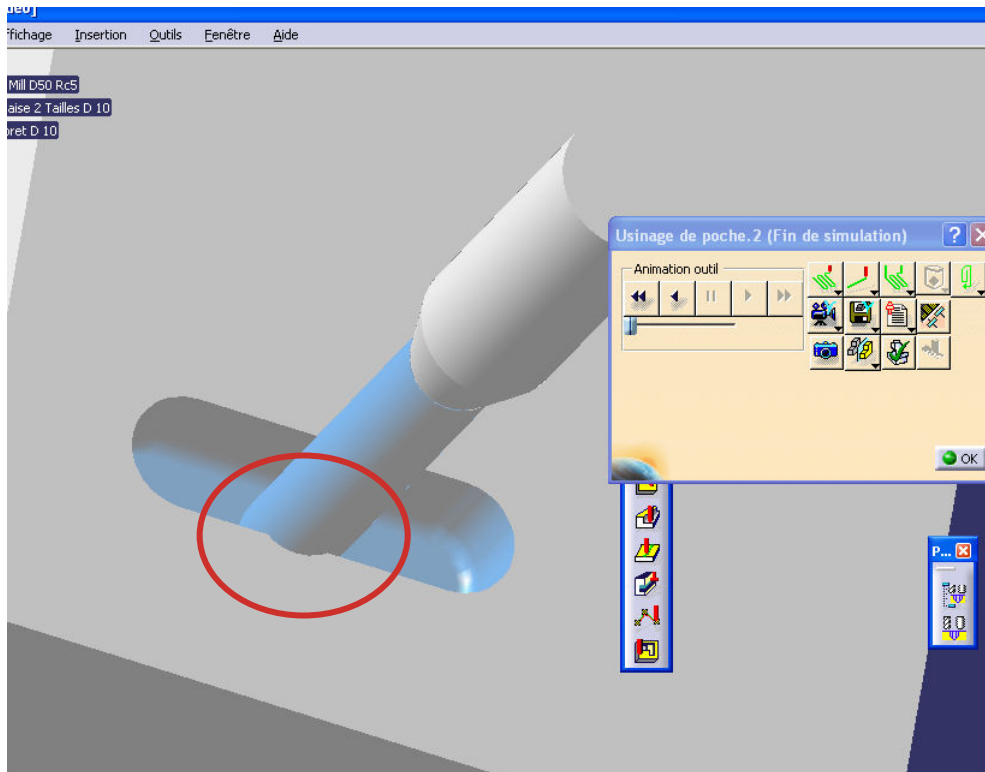 ffichage Insertion Outils Fenêtre Aide
Mill D50 Rc5
aise 2 Tailles D 10
oret D 10
Usinage de poche.2 (Fin de simulation)
Animation outil
OK
P...